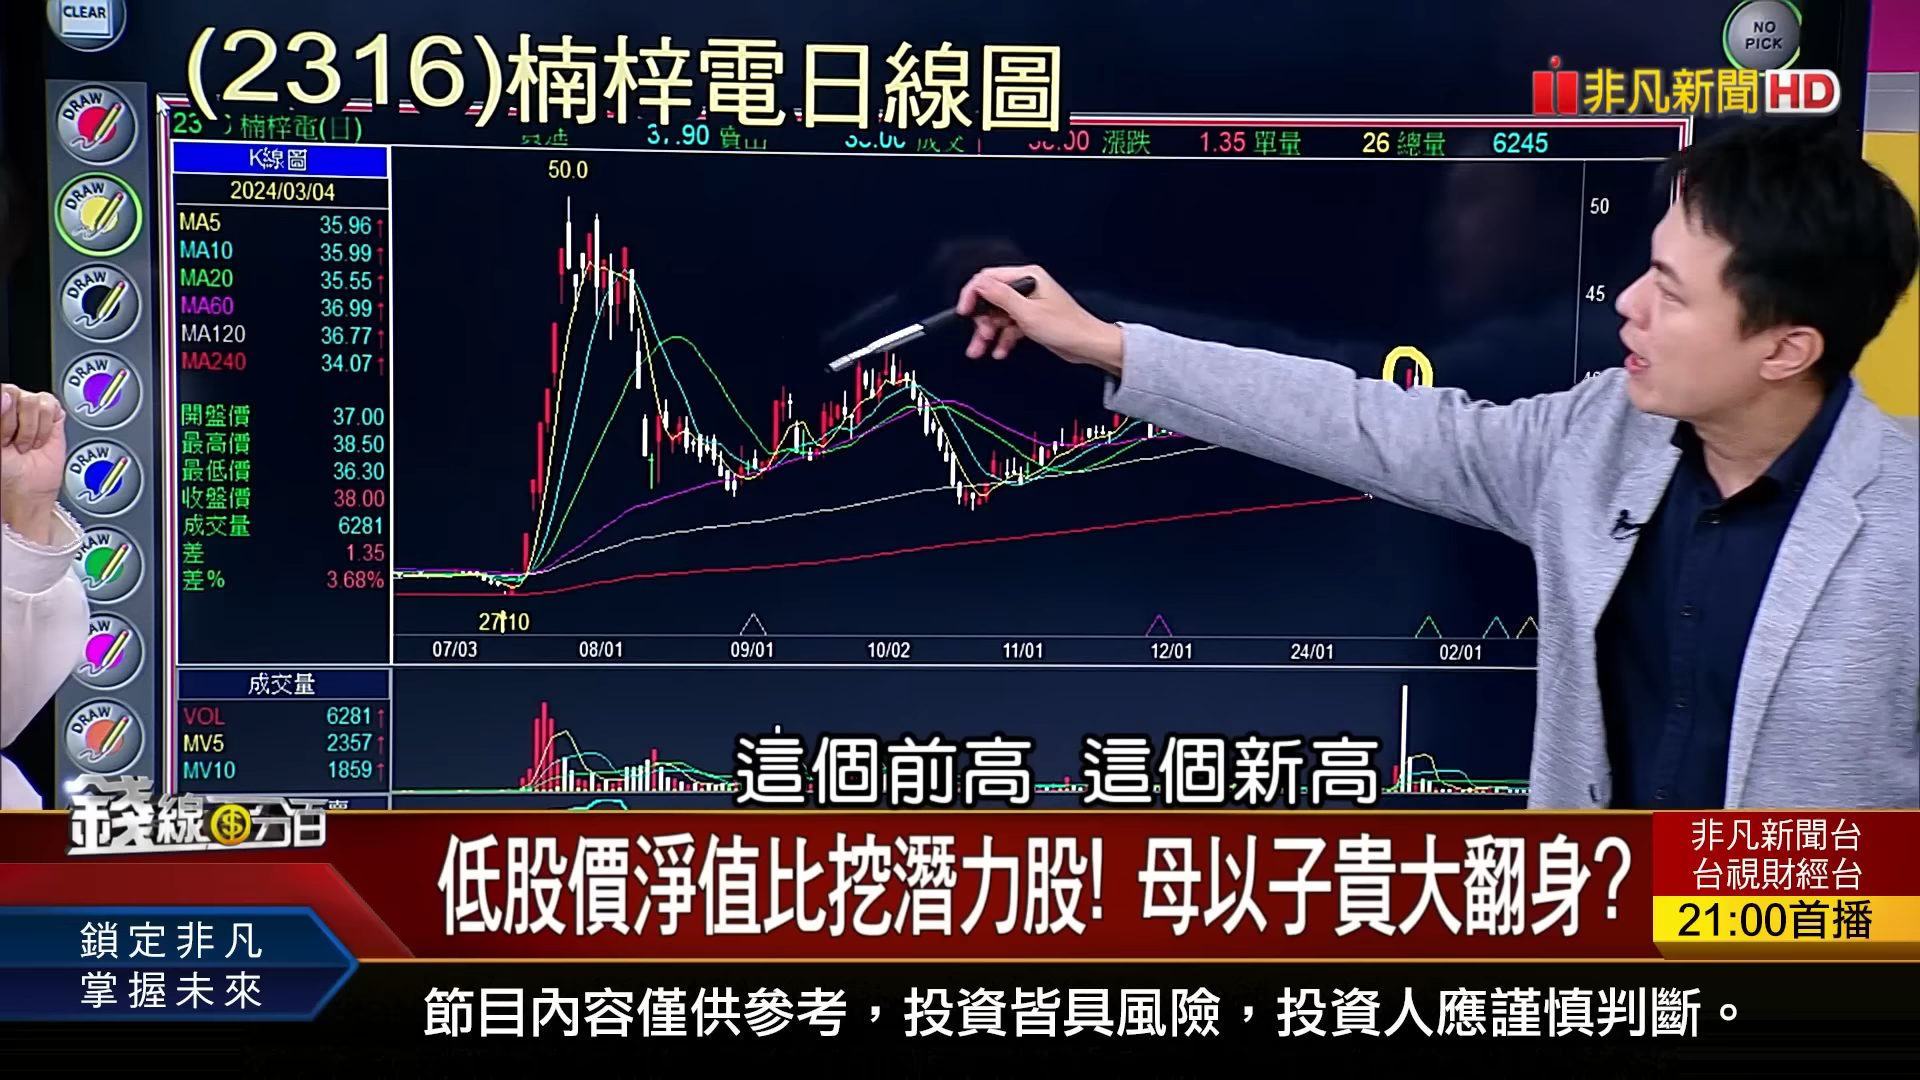 CLEAR
NO
PICK
(2316)楠梓電日線圖
非凡新聞HD
楠梓電(日)
37.90
漲跌 1.35 單量 26 總量 6245
K線圖
2024/03/04
MA5 35.96↑
MA10 35.99↑
MA20 35.55↑
MA60 36.99↑
MA120 36.77↑
MA240 34.07↑
開盤價 37.00
最高價 38.50
最低價 36.30
收盤價 38.00
成交量 6281
差 1.35
差% 3.68%
50.0
50
45
27.10
07/03 08/01 09/01 10/02 11/01 12/01 24/01 02/01
成交量
VOL 6281↑
MV5 2357↑
MV10 1859↑
DRAW
DRAW
DRAW
DRAW
DRAW
DRAW
這個前高 這個新高
錢線百分百
低股價淨值比挖潛力股! 母以子貴大翻身?
非凡新聞台
台視財經台
21:00首播
鎖定非凡
掌握未來
節目內容僅供參考，投資皆具風險，投資人應謹慎判斷。